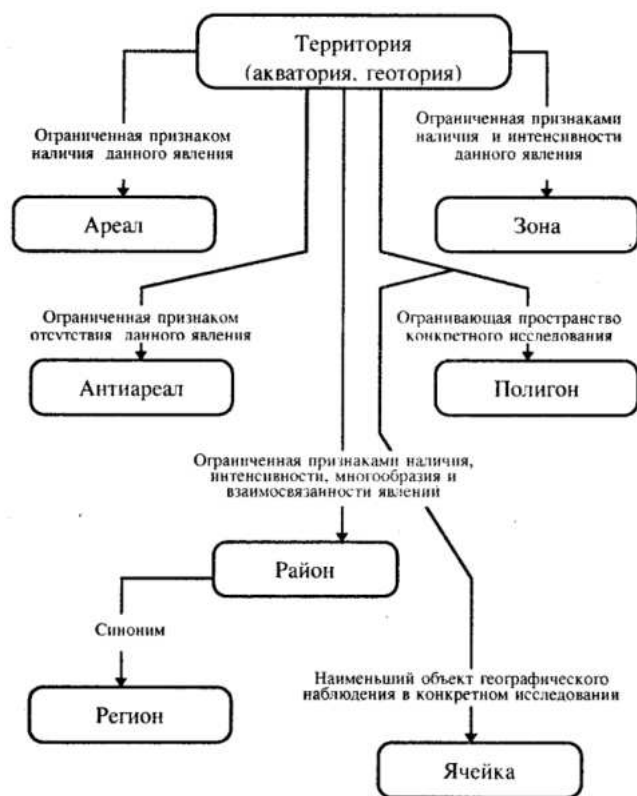 Территория
(акватория, геотория)
Ограниченная признаком
наличия данного явления
Ареал
Ограниченная признаками
наличия и интенсивности
данного явления
Зона
Ограниченная признаком
отсутствия данного явления
Антиареал
Огранивающая пространство
конкретного исследования
Полигон
Ограниченная признаками наличия,
интенсивности, многообразия и
взаимосвязанности явлений
Район
Синоним
Регион
Наименьший объект географического
наблюдения в конкретном исследовании
Ячейка